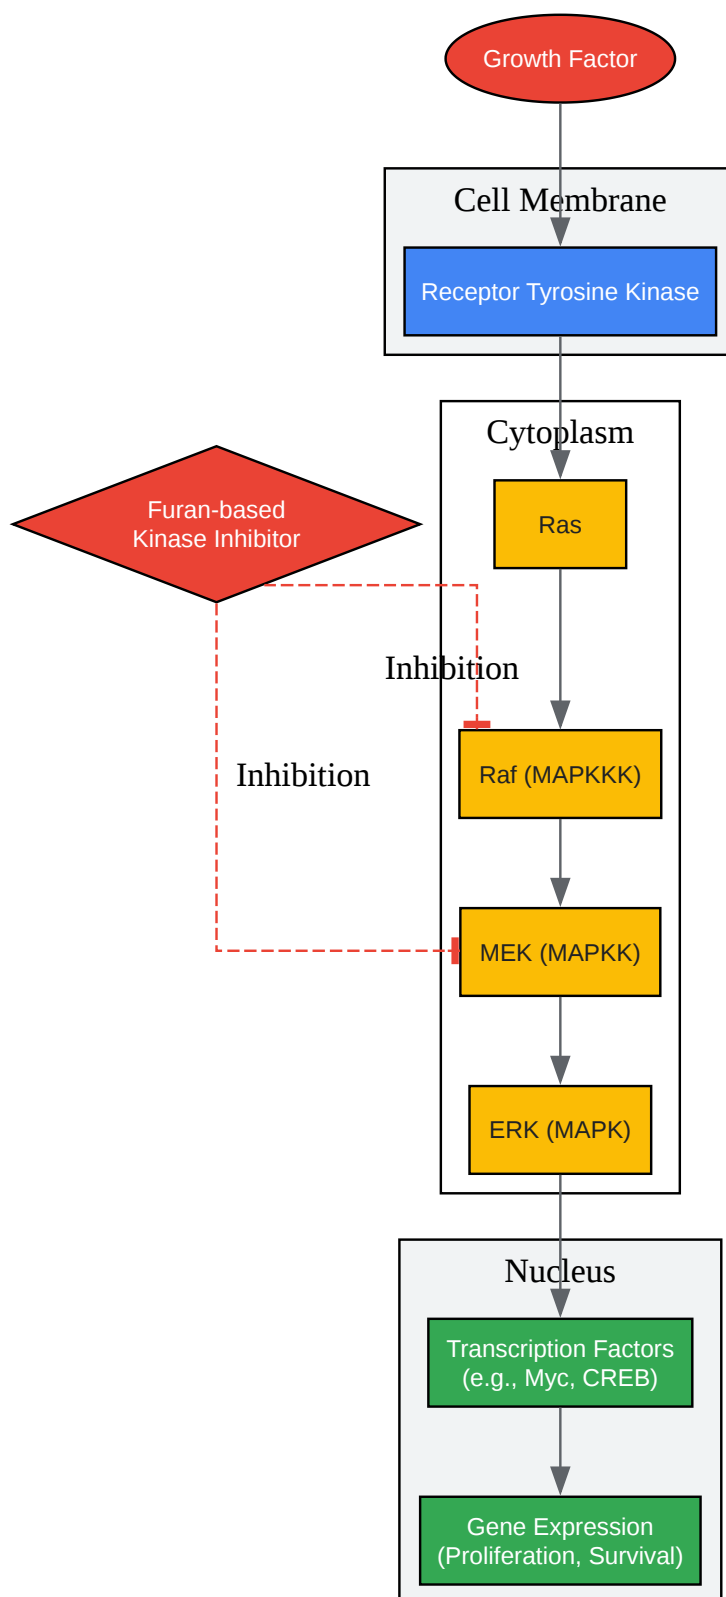 Growth Factor
Cell Membrane
Receptor Tyrosine Kinase
Cytoplasm
Furan-based
Kinase Inhibitor
Ras
Inhibition
Raf (MAPKKK)
Inhibition
MEK (MAPKK)
ERK (MAPK)
Nucleus
Transcription Factors
(e.g., Myc, CREB)
Gene Expression
(Proliferation, Survival)